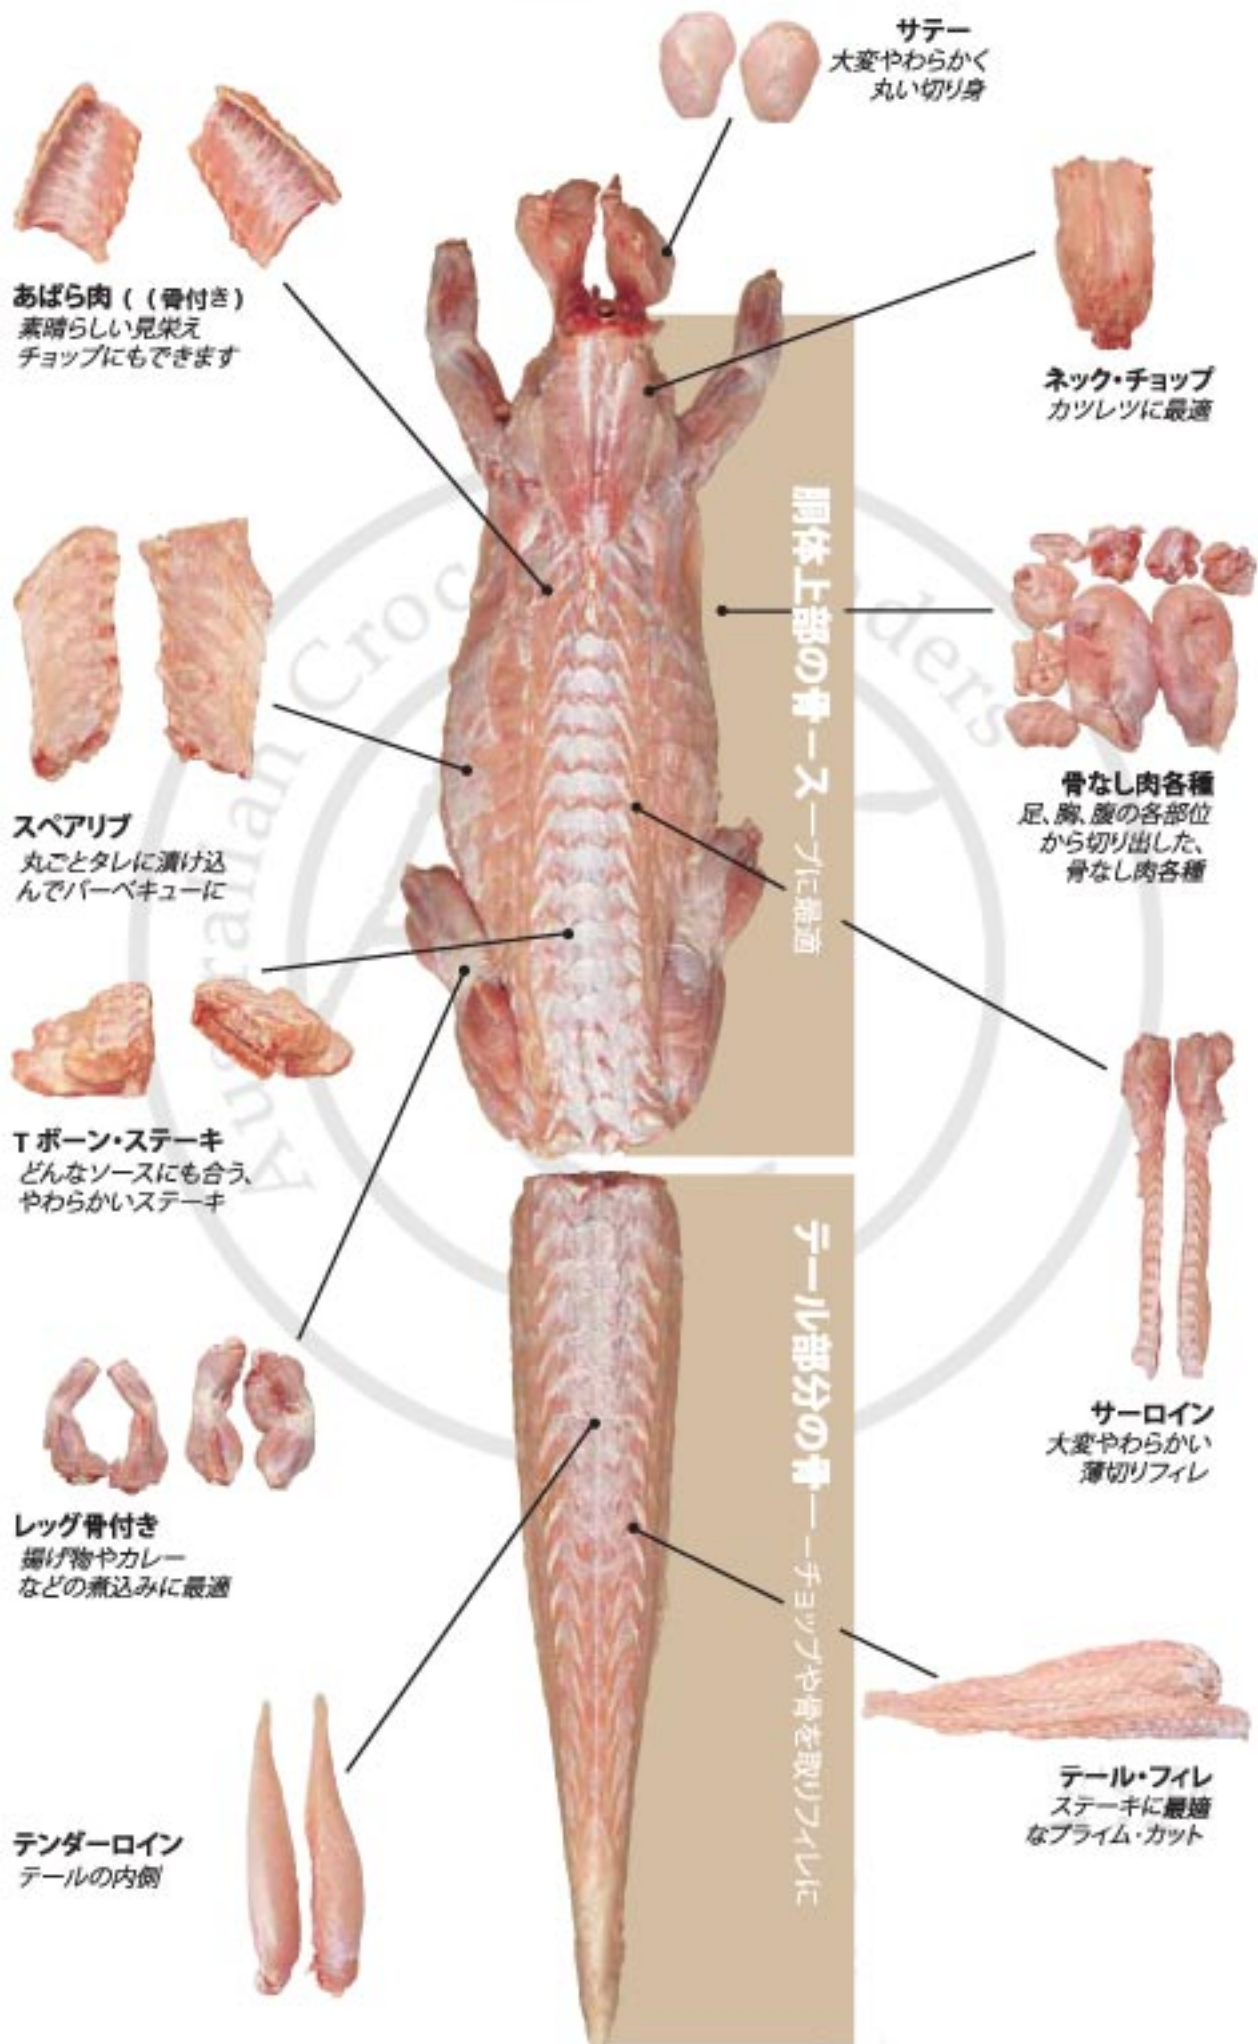 サテー
大変やわらかく
丸い切り身
あばら肉 ( ( 骨付き )
素晴らしい見栄え
チョップにもできます
ネック・チョップ
カツレツに最適
スペアリブ
丸ごとタレに漬け込
んでバーベキューに
骨なし肉各種
足、胸、腹の各部位
から切り出した、
骨なし肉各種
T ボーン・ステーキ
どんなソースにも合う、
やわらかいステーキ
サーロイン
大変やわらかい
薄切りフィレ
レッグ骨付き
揚げ物やカレー
などの煮込みに最適
テール・フィレ
ステーキに最適
なプライム・カット
テンダーロイン
テールの内側
胴体上部の骨ースープに最適
テール部分の骨——チョップや骨を取りフィレに
Australian Croc aders